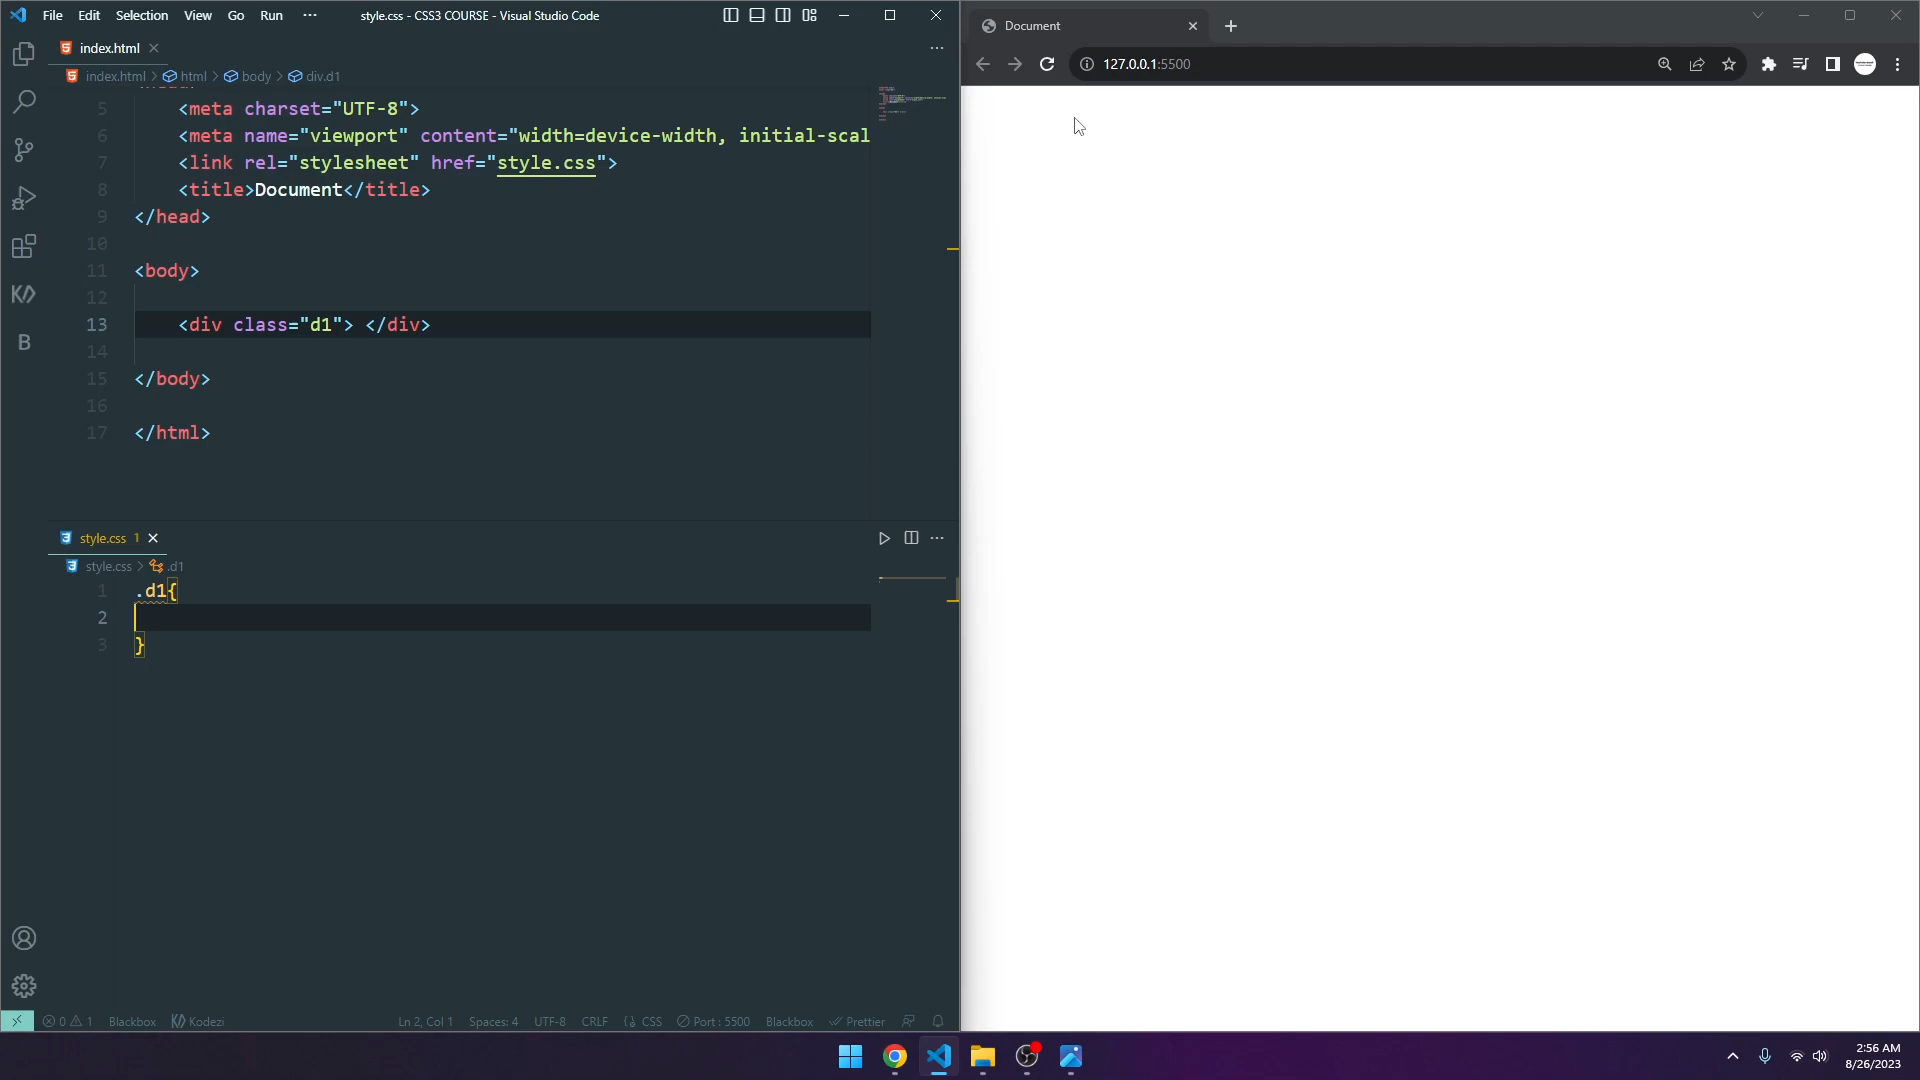 File Edit Selection View Go Run ··· style.css - CSS3 COURSE - Visual Studio Code
index.html
index.html > html > body > div.d1
5 <meta charset="UTF-8">
6 <meta name="viewport" content="width=device-width, initial-scal
7 <link rel="stylesheet" href="style.css">
8 <title>Document</title>
9 </head>
10
11 <body>
12
13 <div class="d1"> </div>
14
15 </body>
16
17 </html>
style.css 1
style.css > .d1
1 .d1{
2
3 }
B
0 1 Blackbox Kodezi Ln 2, Col 1 Spaces: 4 UTF-8 CRLF {} CSS Port : 5500 Blackbox Prettier
Document
127.0.0.1:5500
2:56 AM
8/26/2023